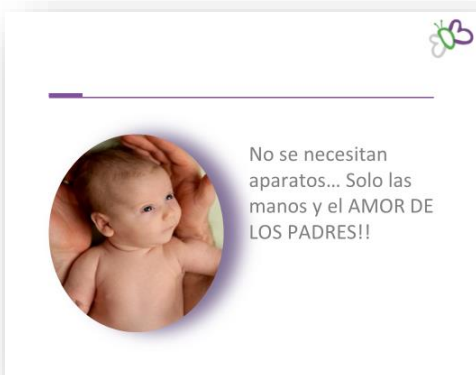 No se necesitan
aparatos... Solo las
manos y el AMOR DE
LOS PADRES!!